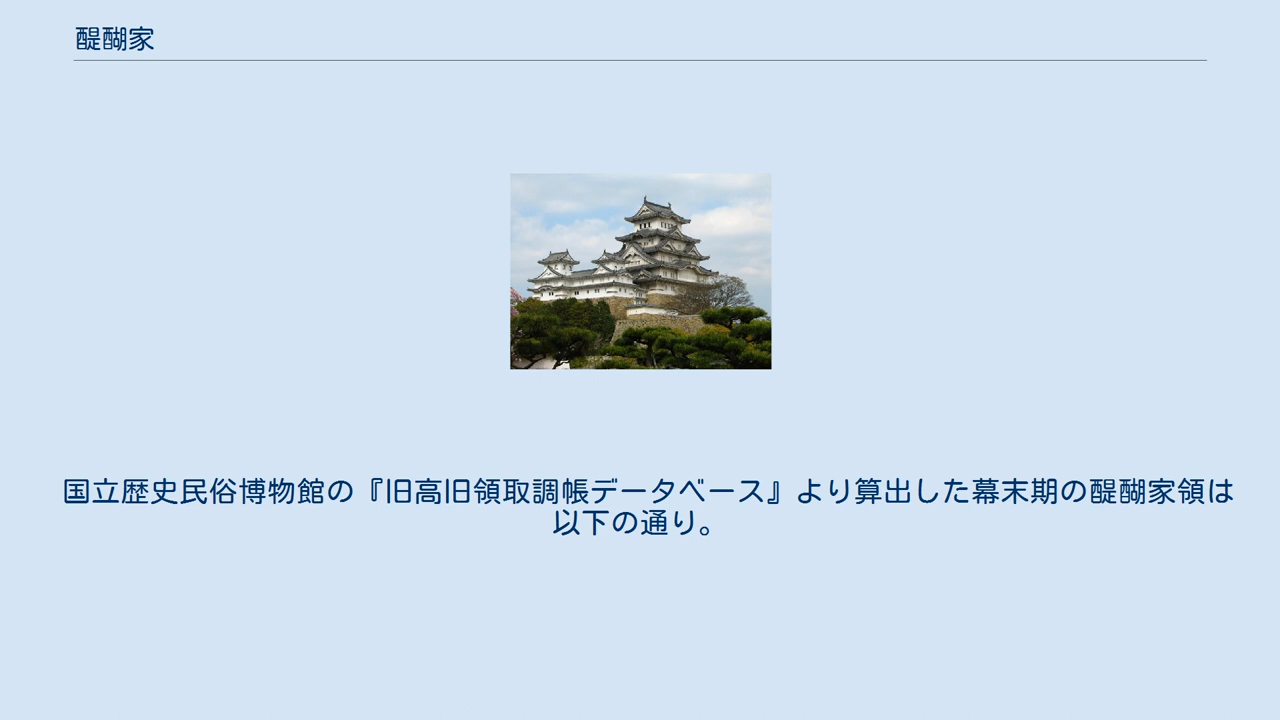 醍醐家
国立歴史民俗博物館の『旧高旧領取調帳データベース』より算出した幕末期の醍醐家領は
以下の通り。